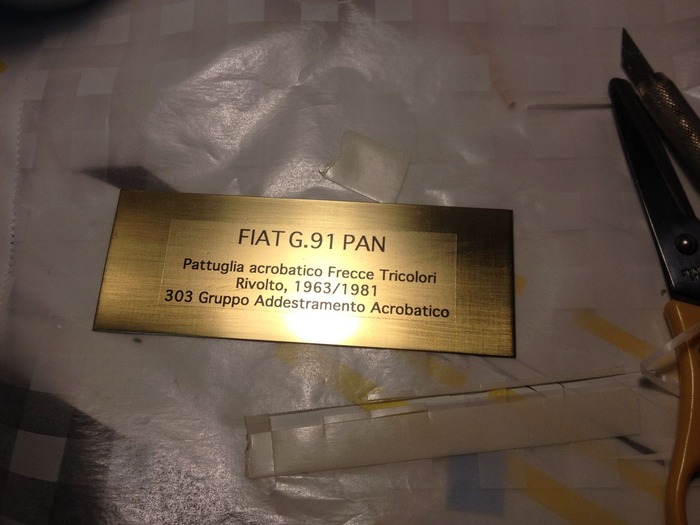 FIAT G.91 PAN
Pattuglia acrobatico Frecce Tricolori
Rivolto, 1963/1981
303 Gruppo Addestramento Acrobatico